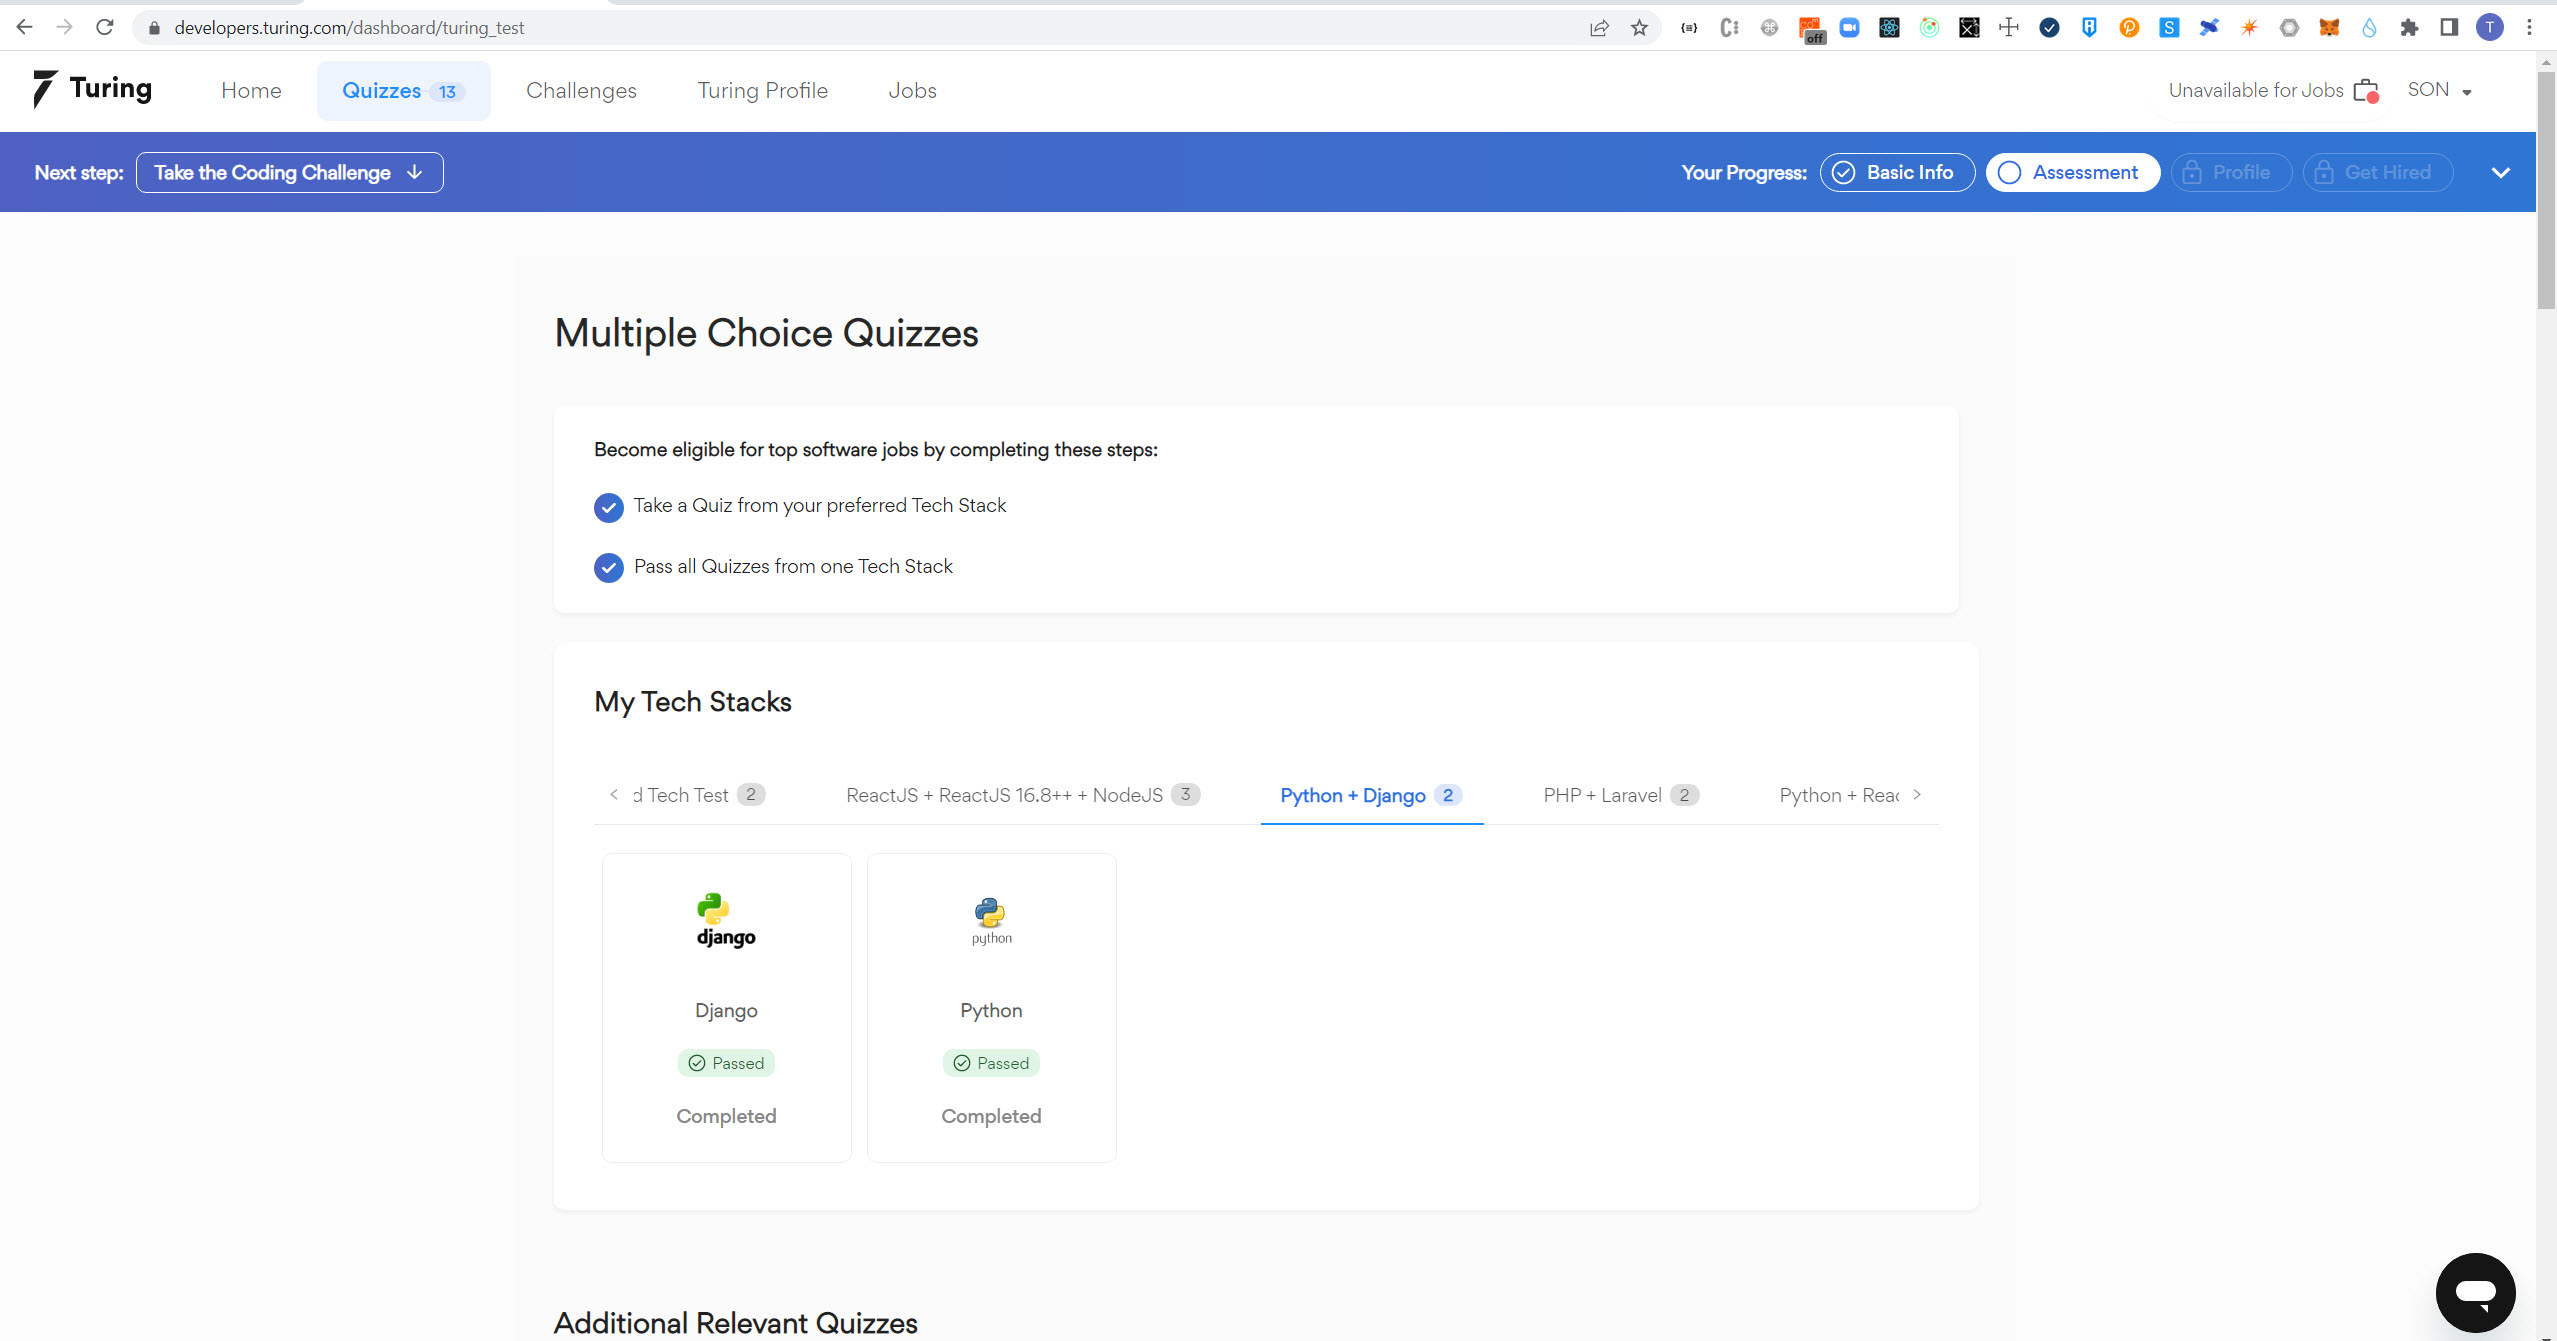 developers.turing.com/dashboard/turing_test
off
S
T
Turing
Home
Quizzes 13
Challenges
Turing Profile
Jobs
Unavailable for Jobs
SON
Next step:
Take the Coding Challenge
Your Progress:
Basic Info
Assessment
Profile
Get Hired
Multiple Choice Quizzes
Become eligible for top software jobs by completing these steps:
Take a Quiz from your preferred Tech Stack
Pass all Quizzes from one Tech Stack
My Tech Stacks
d Tech Test 2
ReactJS + ReactJS 16.8++ + NodeJS 3
Python + Django 2
PHP + Laravel 2
Python + Reac
django
python
Django
Python
Passed
Passed
Completed
Completed
Additional Relevant Quizzes